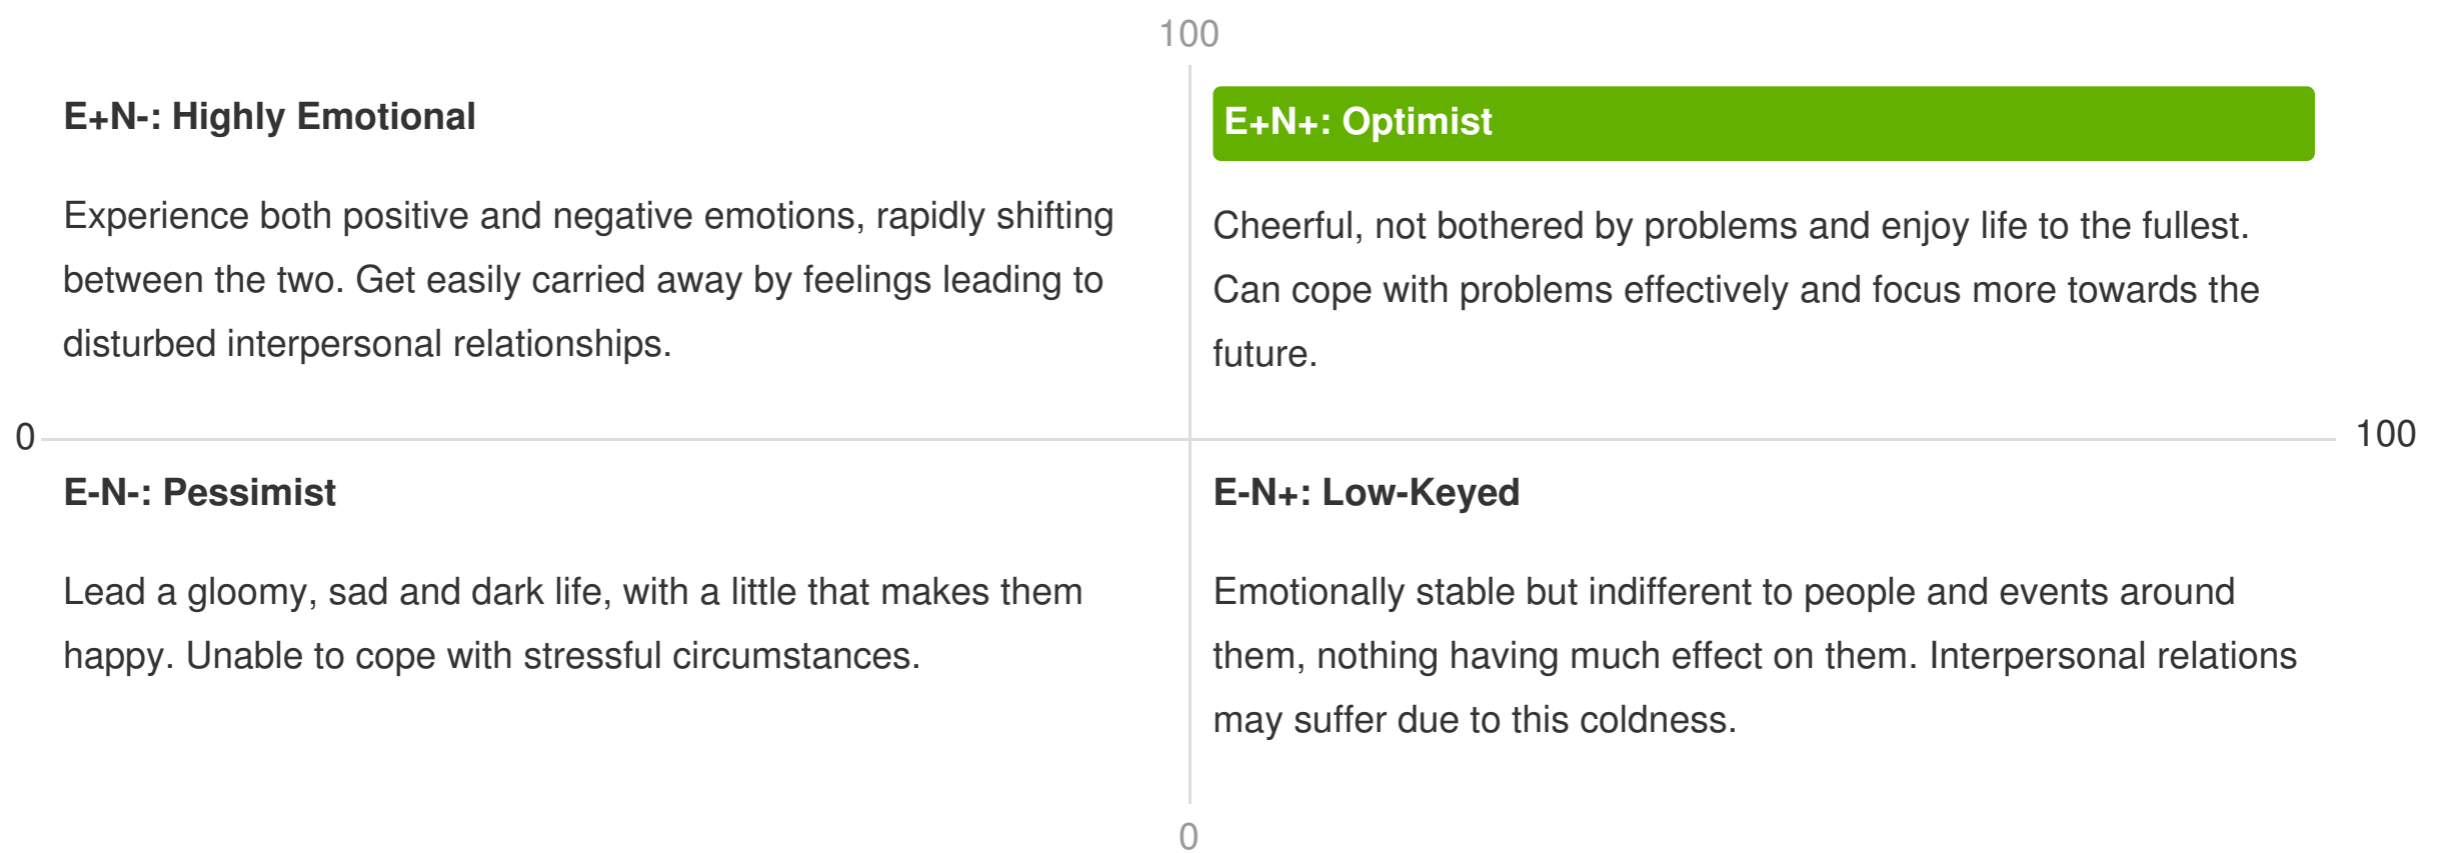 100
E+N-: Highly Emotional
Experience both positive and negative emotions, rapidly shifting
between the two. Get easily carried away by feelings leading to
disturbed interpersonal relationships.
E+N+: Optimist
Cheerful, not bothered by problems and enjoy life to the fullest.
Can cope with problems effectively and focus more towards the
future.
0
100
E-N-: Pessimist
Lead a gloomy, sad and dark life, with a little that makes them
happy. Unable to cope with stressful circumstances.
E-N+: Low-Keyed
Emotionally stable but indifferent to people and events around
them, nothing having much effect on them. Interpersonal relations
may suffer due to this coldness.
0